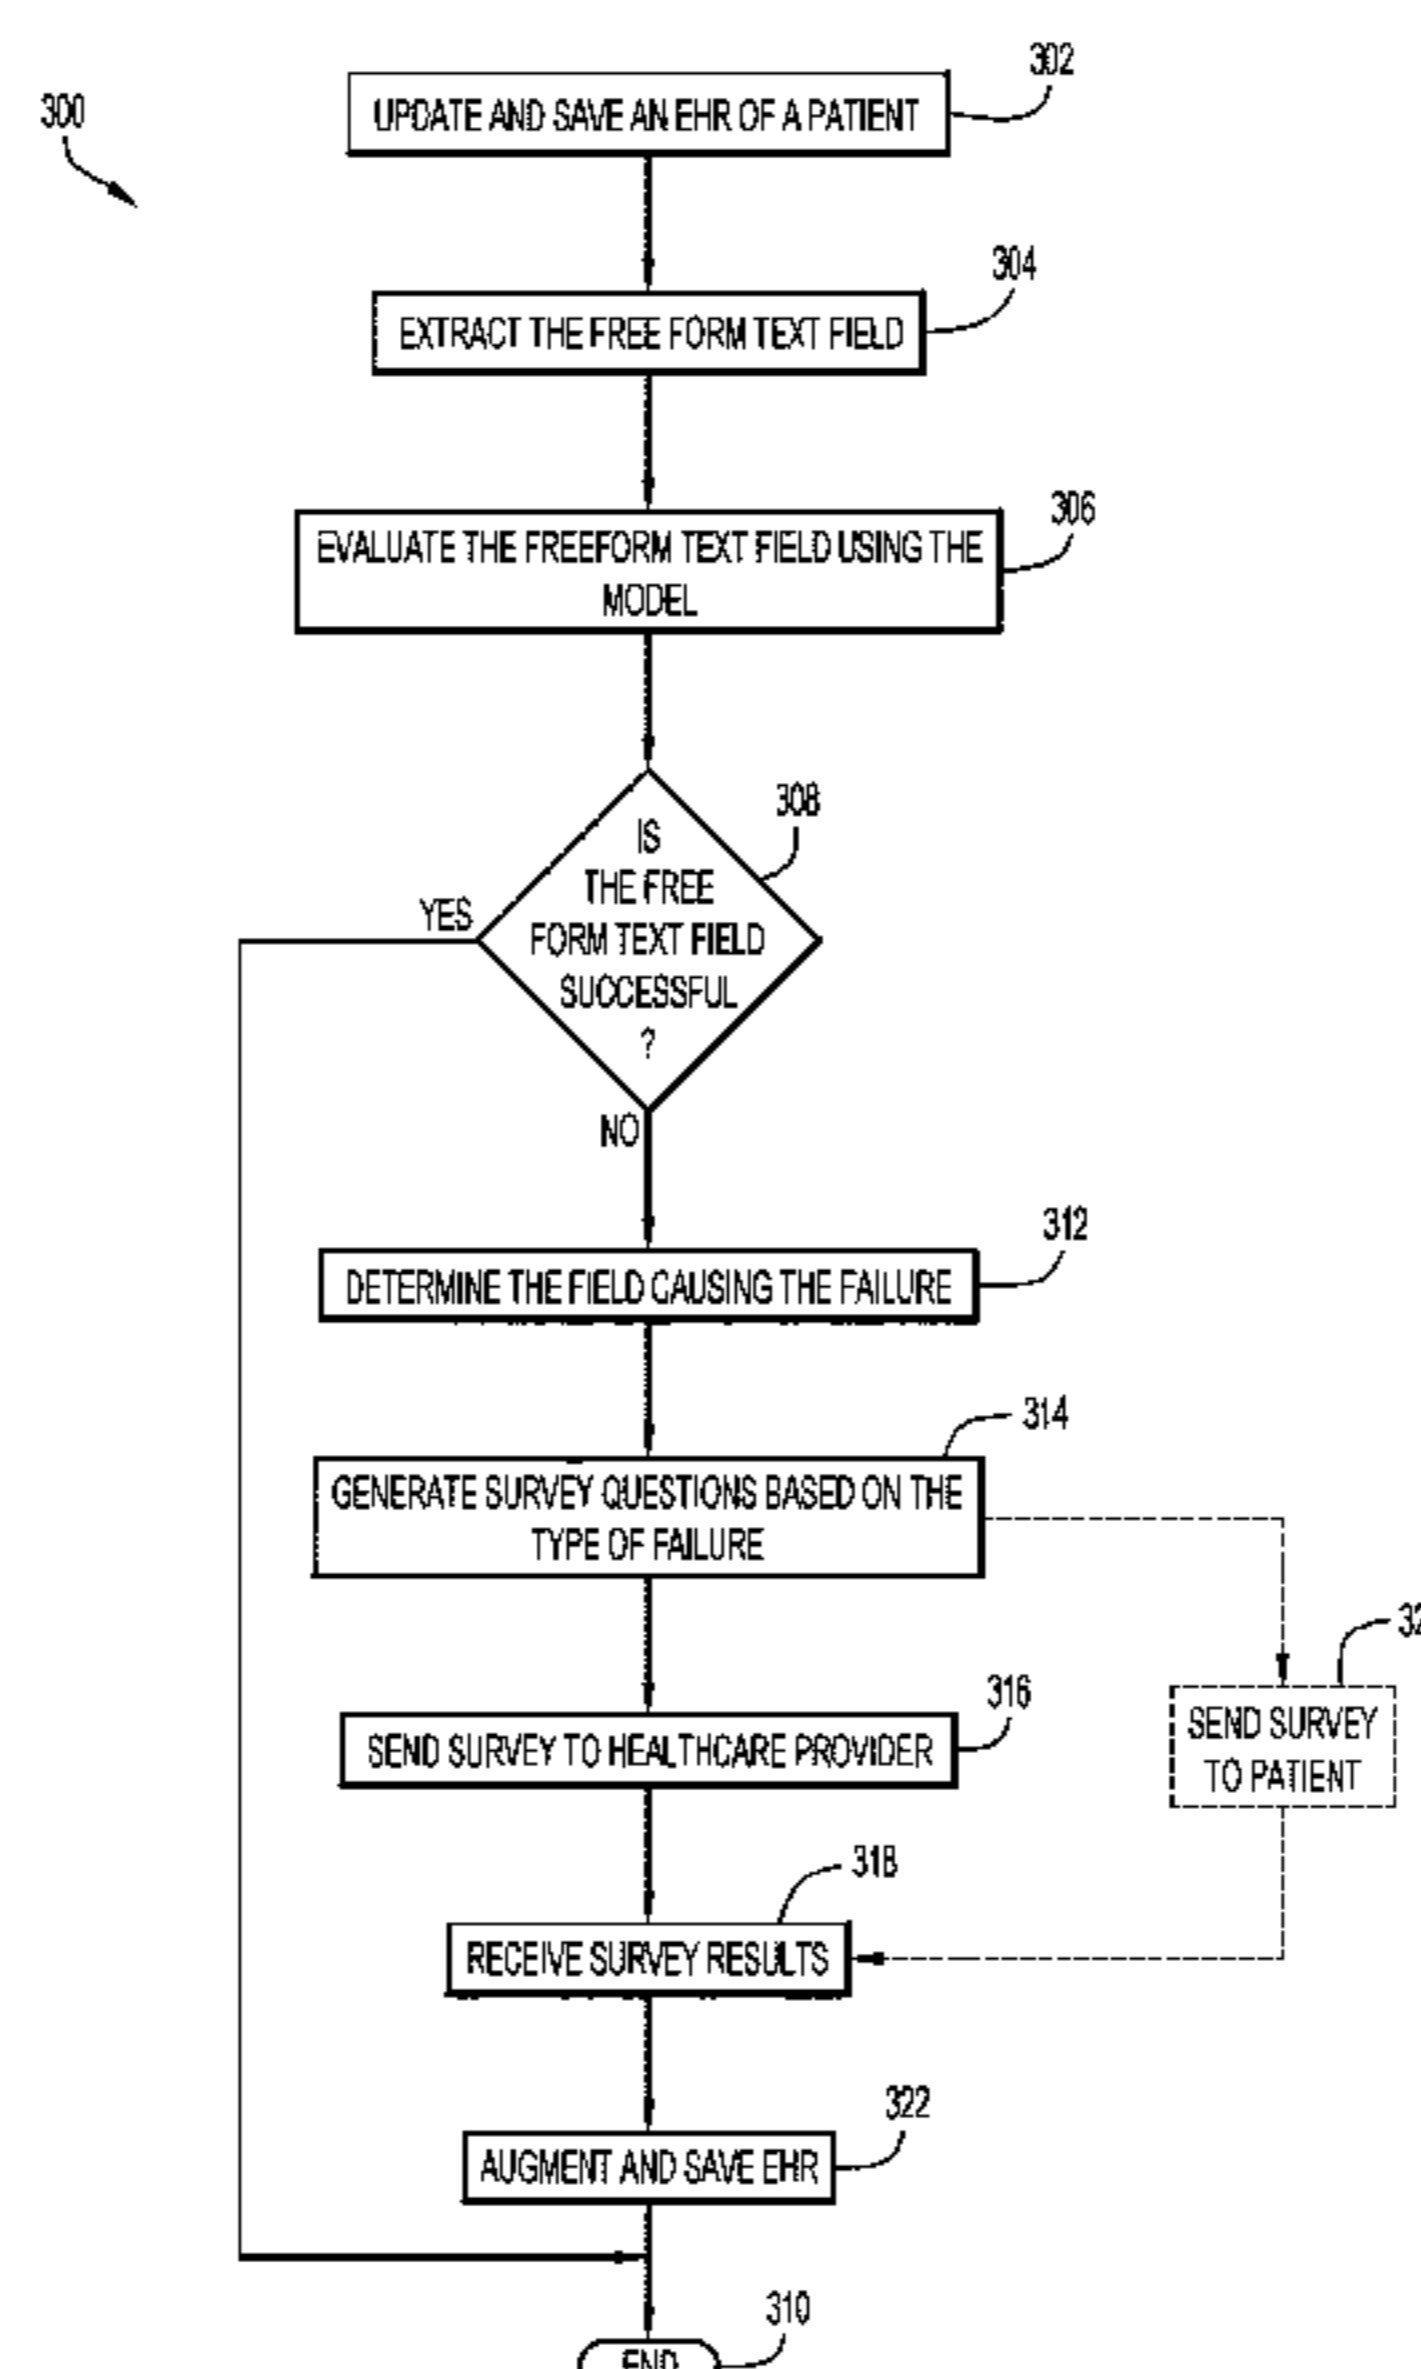 300
302
UPDATE AND SAVE AN EHR OF A PATIENT
304
EXTRACT THE FREE FORM TEXT FIELD
306
EVALUATE THE FREEFORM TEXT FIELD USING THE
MODEL
308
IS
THE FREE
FORM TEXT FIELD
SUCCESSFUL
?
YES
NO
312
DETERMINE THE FIELD CAUSING THE FAILURE
314
GENERATE SURVEY QUESTIONS BASED ON THE
TYPE OF FAILURE
316
SEND SURVEY TO HEALTHCARE PROVIDER
SEND SURVEY
TO PATIENT
318
RECEIVE SURVEY RESULTS
322
AUGMENT AND SAVE EHR
310
END